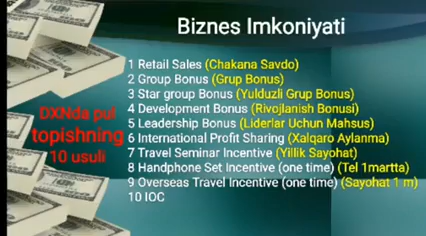 Biznes Imkoniyati
DXNda pul
topishning
10 usuli
1 Retail Sales (Chakana Savdo)
2 Group Bonus (Grup Bonus)
3 Star group Bonus (Yulduzli Grup Bonus)
4 Development Bonus (Rivojlanish Bonusi)
5 Leadership Bonus (Liderlar Uchun Mahsus)
6 International Profit Sharing (Xalqaro Aylanma)
7 Travel Seminar Incentive (Yillik Sayohat)
8 Handphone Set Incentive (one time) (Tel 1martta)
9 Overseas Travel Incentive (one time) (Sayohat 1 m)
10 IOC